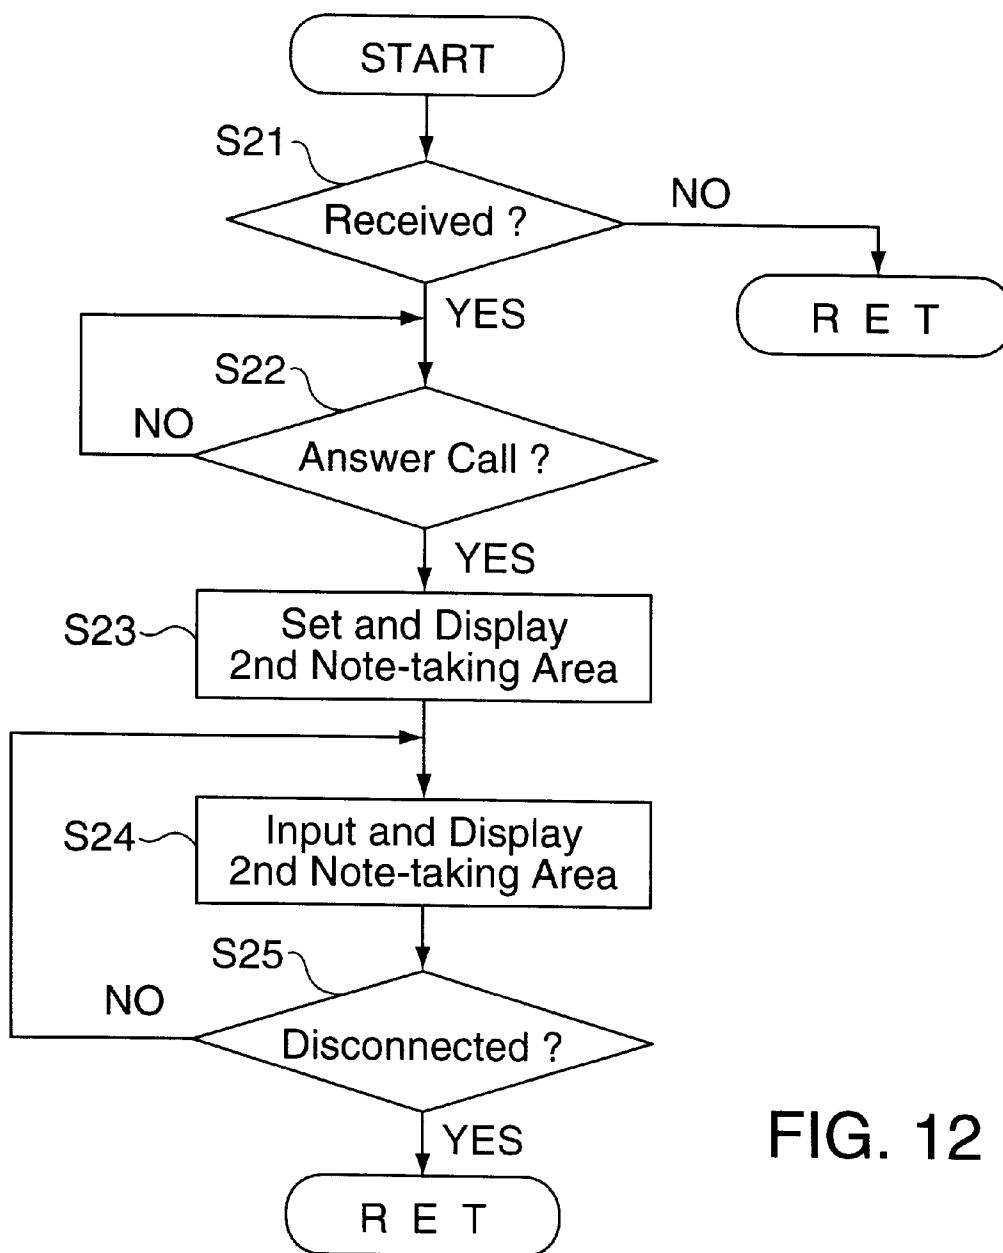 START
S21
Received ?
NO
R E T
YES
S22
NO
Answer Call ?
YES
S23
Set and Display
2nd Note-taking Area
S24
Input and Display
2nd Note-taking Area
S25
NO
Disconnected ?
YES
R E T
FIG. 12